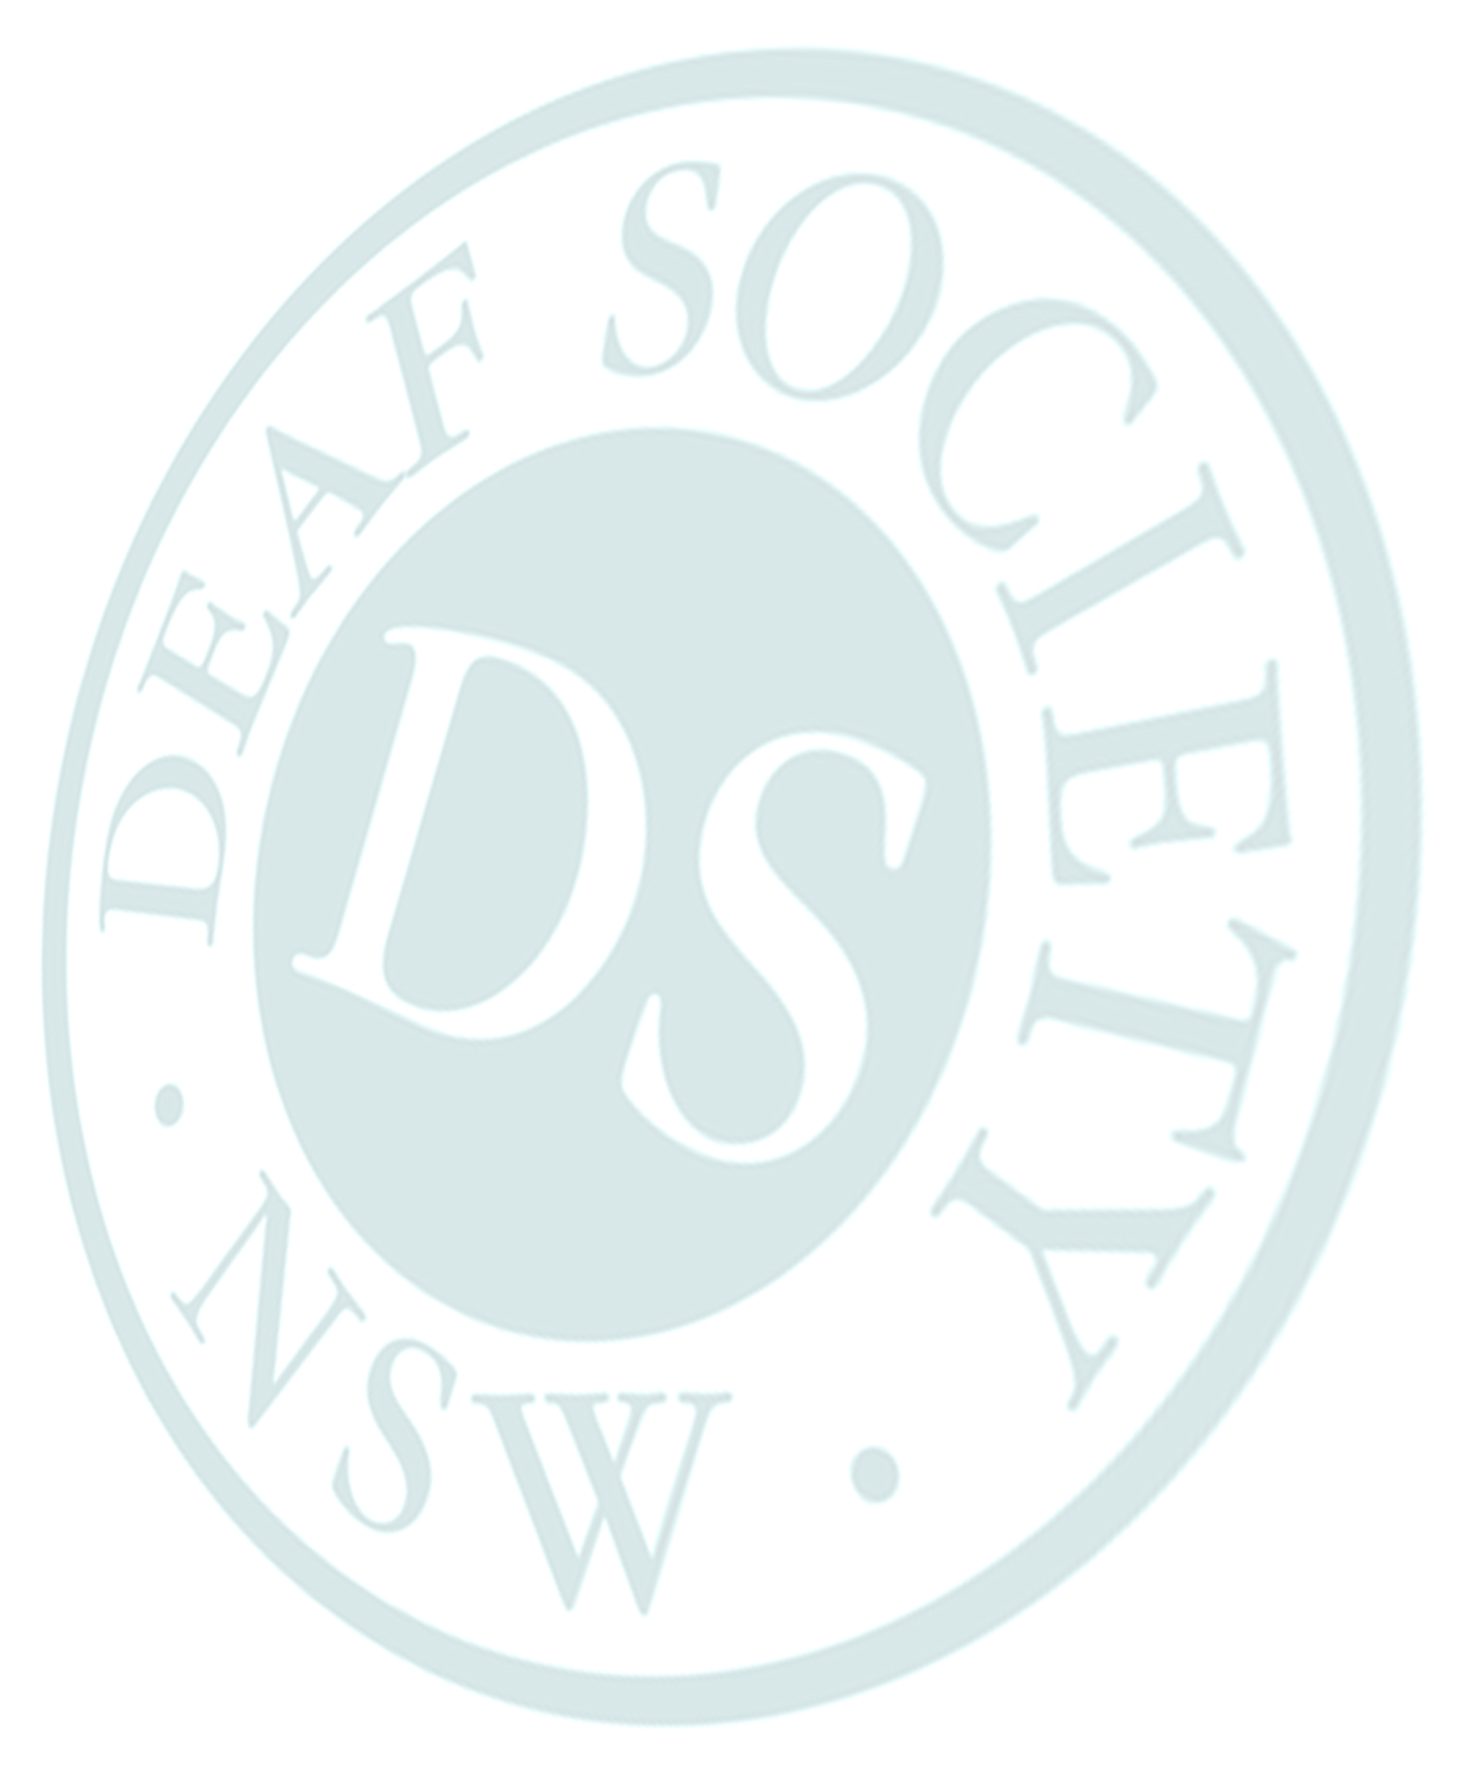 DEAF SOCIETY
DS
• NSW •